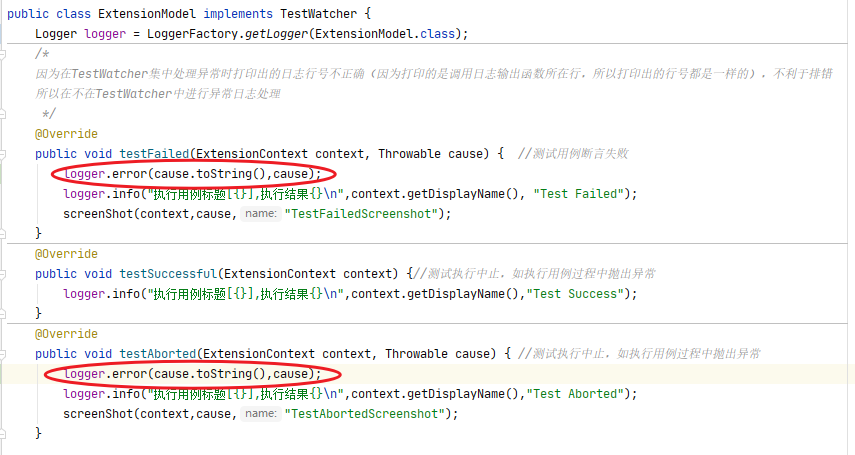 public class ExtensionModel implements TestWatcher {
Logger logger = LoggerFactory.getLogger(ExtensionModel.class);
/*
因为在TestWatcher集中处理异常时打印出的日志行号不正确（因为打印的是调用日志输出函数所在行，所以打印出的行号都是一样的），不利于排错
所以在不在TestWatcher中进行异常日志处理
*/
@Override
public void testFailed(ExtensionContext context, Throwable cause) {  //测试用例断言失败
logger.error(cause.toString(),cause);
logger.info("执行用例标题[{}],执行结果{}\n",context.getDisplayName(), "Test Failed");
screenShot(context,cause, name: "TestFailedScreenshot");
}
@Override
public void testSuccessful(ExtensionContext context) {//测试执行中止，如执行用例过程中抛出异常
logger.info("执行用例标题[{}],执行结果{}\n",context.getDisplayName(),"Test Success");
}
@Override
public void testAborted(ExtensionContext context, Throwable cause) { //测试执行中止，如执行用例过程中抛出异常
logger.error(cause.toString(),cause);
logger.info("执行用例标题[{}],执行结果{}\n",context.getDisplayName(),"Test Aborted");
screenShot(context,cause, name: "TestAbortedScreenshot");
}